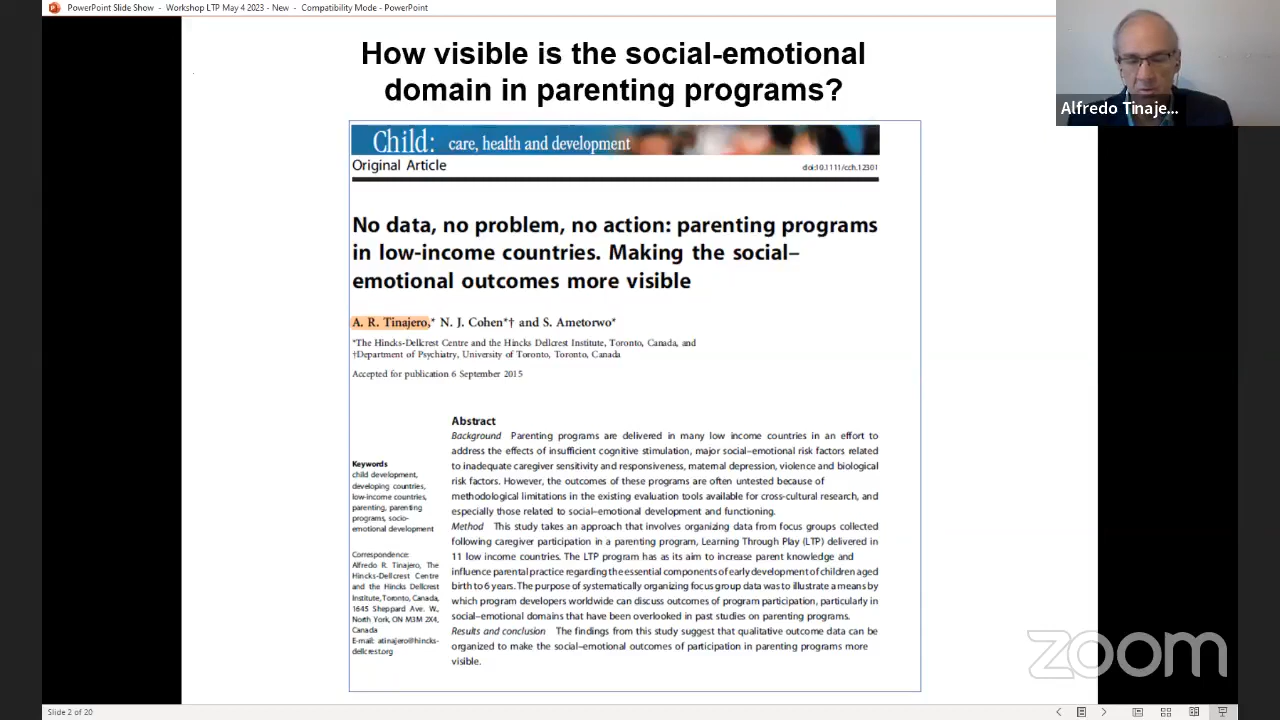 PowerPoint Slide Show - Workshop LTP May 4 2023 - New - Compatibility Mode - PowerPoint
How visible is the social-emotional
domain in parenting programs?
Alfredo Tinaje...
Child: care, health and development
Original Article
doi:10.1111/cch.12301
No data, no problem, no action: parenting programs
in low-income countries. Making the social–
emotional outcomes more visible
A. R. Tinajero,* N. J. Cohen*† and S. Ametorwo*
*The Hincks-Dellcrest Centre and the Hincks Dellcrest Institute, Toronto, Canada, and
†Department of Psychiatry, University of Toronto, Toronto, Canada
Accepted for publication 6 September 2015
Keywords
child development,
developing countries,
low-income countries,
parenting, parenting
programs, socio-
emotional development
Correspondence:
Alfredo R. Tinajero, The
Hincks-Dellcrest Centre
and the Hincks Dellcrest
Institute, Toronto, Canada,
1645 Sheppard Ave. W.,
North York, ON M3M 2X4,
Canada
E-mail: atinajero@hincks-
dellcrest.org
Abstract
Background Parenting programs are delivered in many low income countries in an effort to
address the effects of insufficient cognitive stimulation, major social–emotional risk factors related
to inadequate caregiver sensitivity and responsiveness, maternal depression, violence and biological
risk factors. However, the outcomes of these programs are often untested because of
methodological limitations in the existing evaluation tools available for cross-cultural research, and
especially those related to social–emotional development and functioning.
Method This study takes an approach that involves organizing data from focus groups collected
following caregiver participation in a parenting program, Learning Through Play (LTP) delivered in
11 low income countries. The LTP program has as its aim to increase parent knowledge and
influence parental practice regarding the essential components of early development of children aged
birth to 6 years. The purpose of systematically organizing focus group data was to illustrate a means by
which program developers worldwide can discuss outcomes of program participation, particularly in
social–emotional domains that have been overlooked in past studies on parenting programs.
Results and conclusion The findings from this study suggest that qualitative outcome data can be
organized to make the social–emotional outcomes of participation in parenting programs more
visible.
zoom
Slide 2 of 20